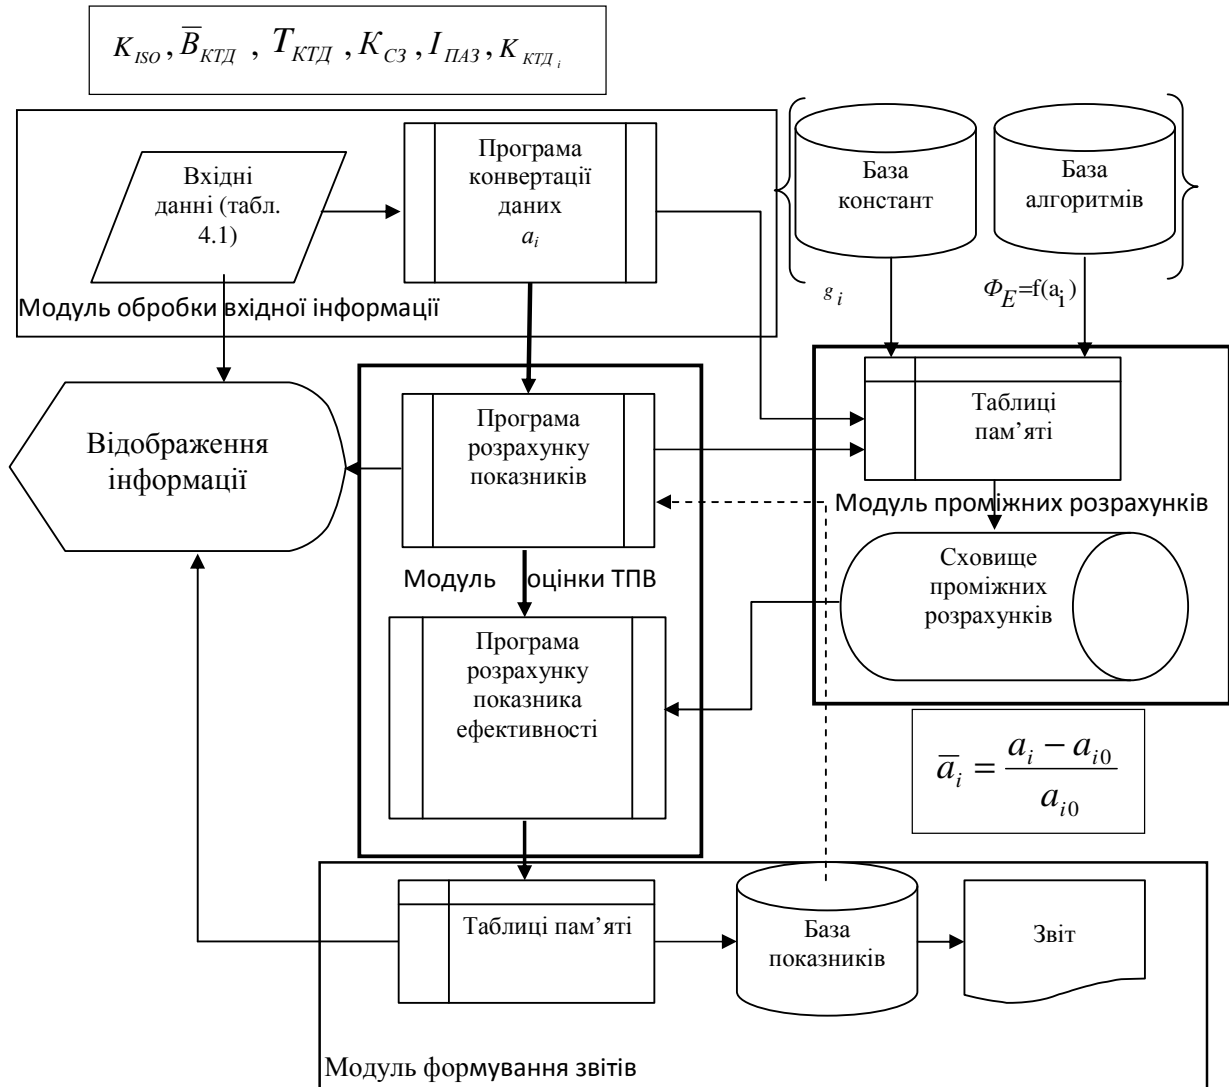 K_ISO, B̅_КТД, T_КТД, К_СЗ, I_ПАЗ, K_КТД_i
Вхідні
данні (табл.
4.1)
Програма
конвертації
даних
a_i
База
констант
База
алгоритмів
Модуль обробки вхідної інформації
g_i
Ф_E=f(a_i)
Відображення
інформації
Програма
розрахунку
показників
Таблиці
пам’яті
Модуль проміжних розрахунків
Модуль оцінки ТПВ
Сховище
проміжних
розрахунків
Програма
розрахунку
показника
ефективності
a̅_i = (a_i − a_i0) / a_i0
Таблиці пам’яті
База
показників
Звіт
Модуль формування звітів